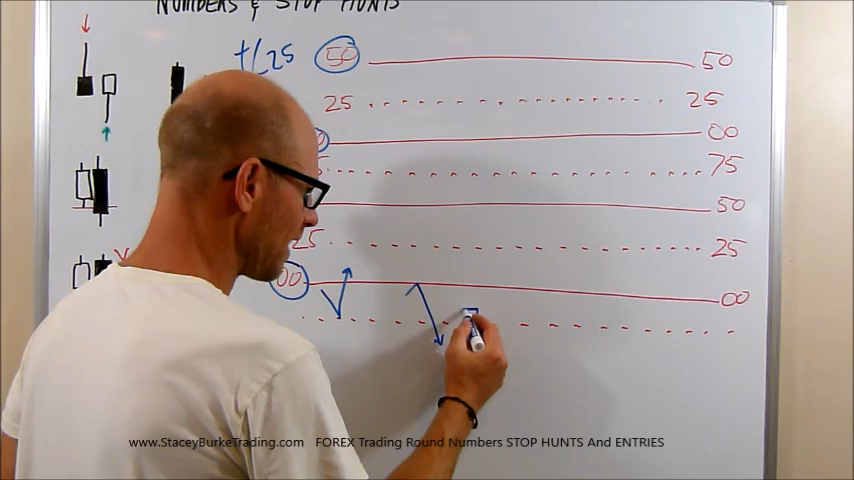 NUMBERS & STOP HUNTS
+/- 25 50 50
25 25
00
75
50
25 25
00 00
www.StaceyBurkeTrading.com FOREX Trading Round Numbers STOP HUNTS And ENTRIES